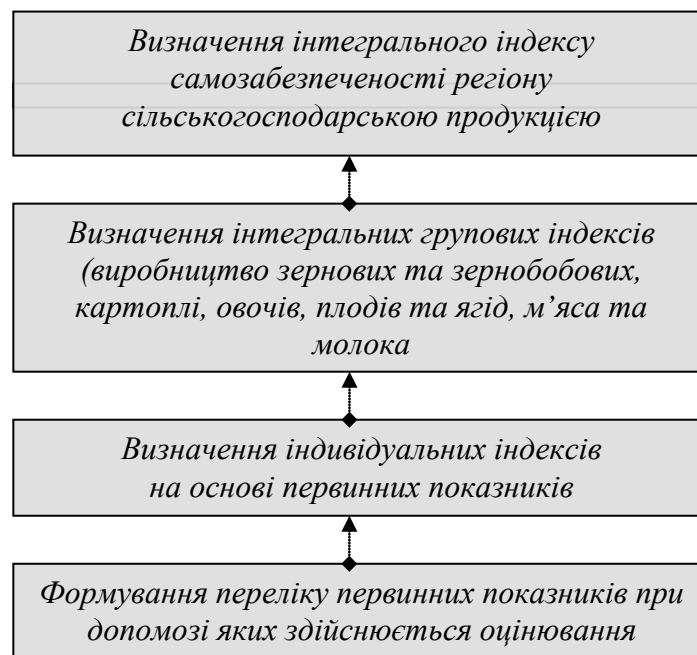 Визначення інтегрального індексу
самозабезпеченості регіону
сільськогосподарською продукцією
Визначення інтегральних групових індексів
(виробництво зернових та зернобобових,
картоплі, овочів, плодів та ягід, м’яса та
молока
Визначення індивідуальних індексів
на основі первинних показників
Формування переліку первинних показників при
допомозі яких здійснюється оцінювання